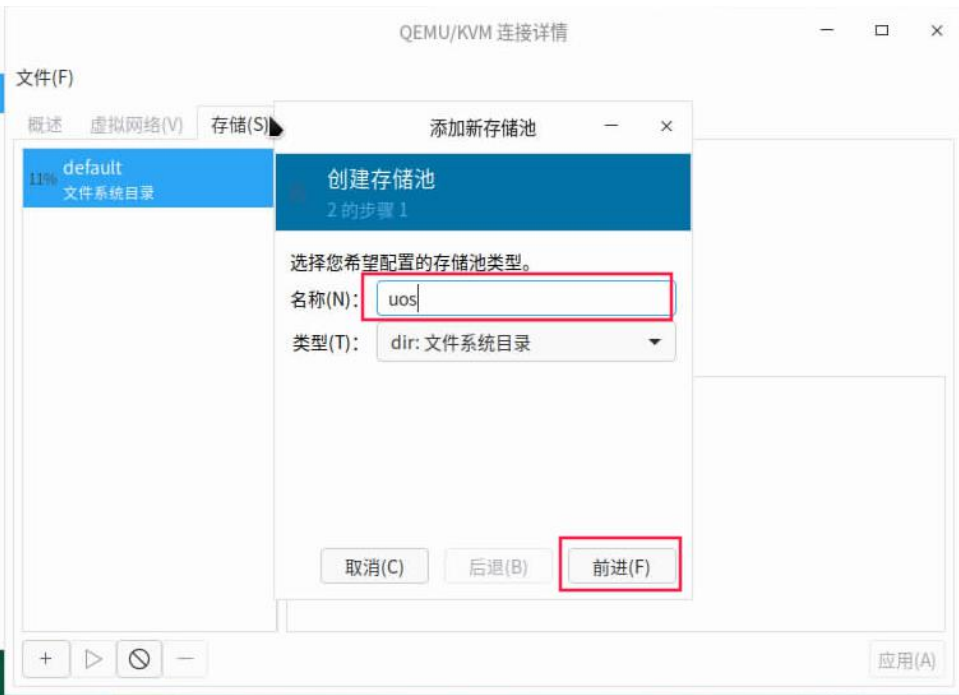 QEMU/KVM 连接详情
文件(F)
概述 虚拟网络(V) 存储(S)
11%
default
文件系统目录
添加新存储池
创建存储池
2 的步骤 1
选择您希望配置的存储池类型。
名称(N)： uos
类型(T)： dir: 文件系统目录
取消(C) 后退(B) 前进(F)
应用(A)